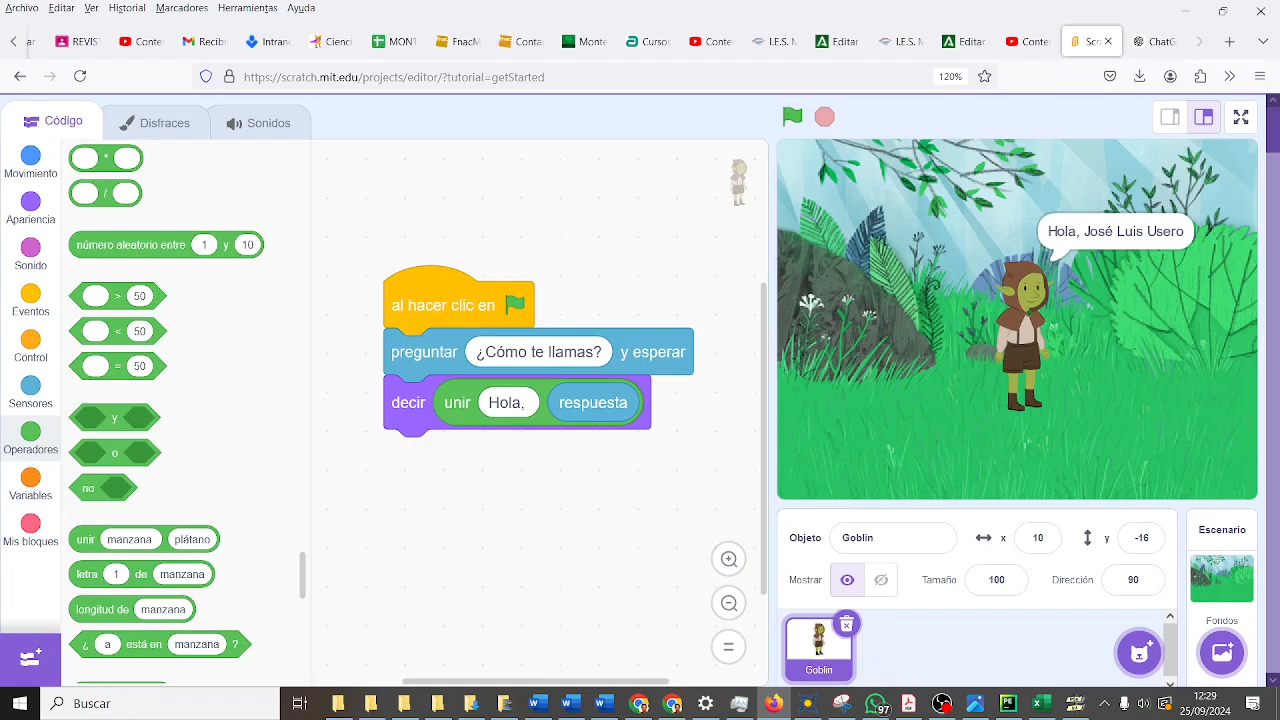 Archivo Editar Ver Historial Marcadores Herramientas Ayuda
REVIS Conte Recibi Intran Cienci MONT FnacM Conta Monte Curso Conte I.E.S. M Editar I.E.S. M Editar Conte Scra ChatG
https://scratch.mit.edu/projects/editor/?tutorial=getStarted 120%
Código Disfraces Sonidos
Movimiento
Apariencia
Sonido
Eventos
Control
Sensores
Operadores
Variables
Mis bloques
*
/
número aleatorio entre 1 y 10
> 50
< 50
= 50
y
o
no
unir manzana plátano
letra 1 de manzana
longitud de manzana
¿ a está en manzana ?
al hacer clic en
preguntar ¿Cómo te llamas? y esperar
decir unir Hola, respuesta
Hola, José Luis Usero
Objeto Goblin x 10 y -16
Mostrar Tamaño 100 Dirección 90
Goblin
Escenario
Fondos
Buscar
97
12:29
25/09/2024